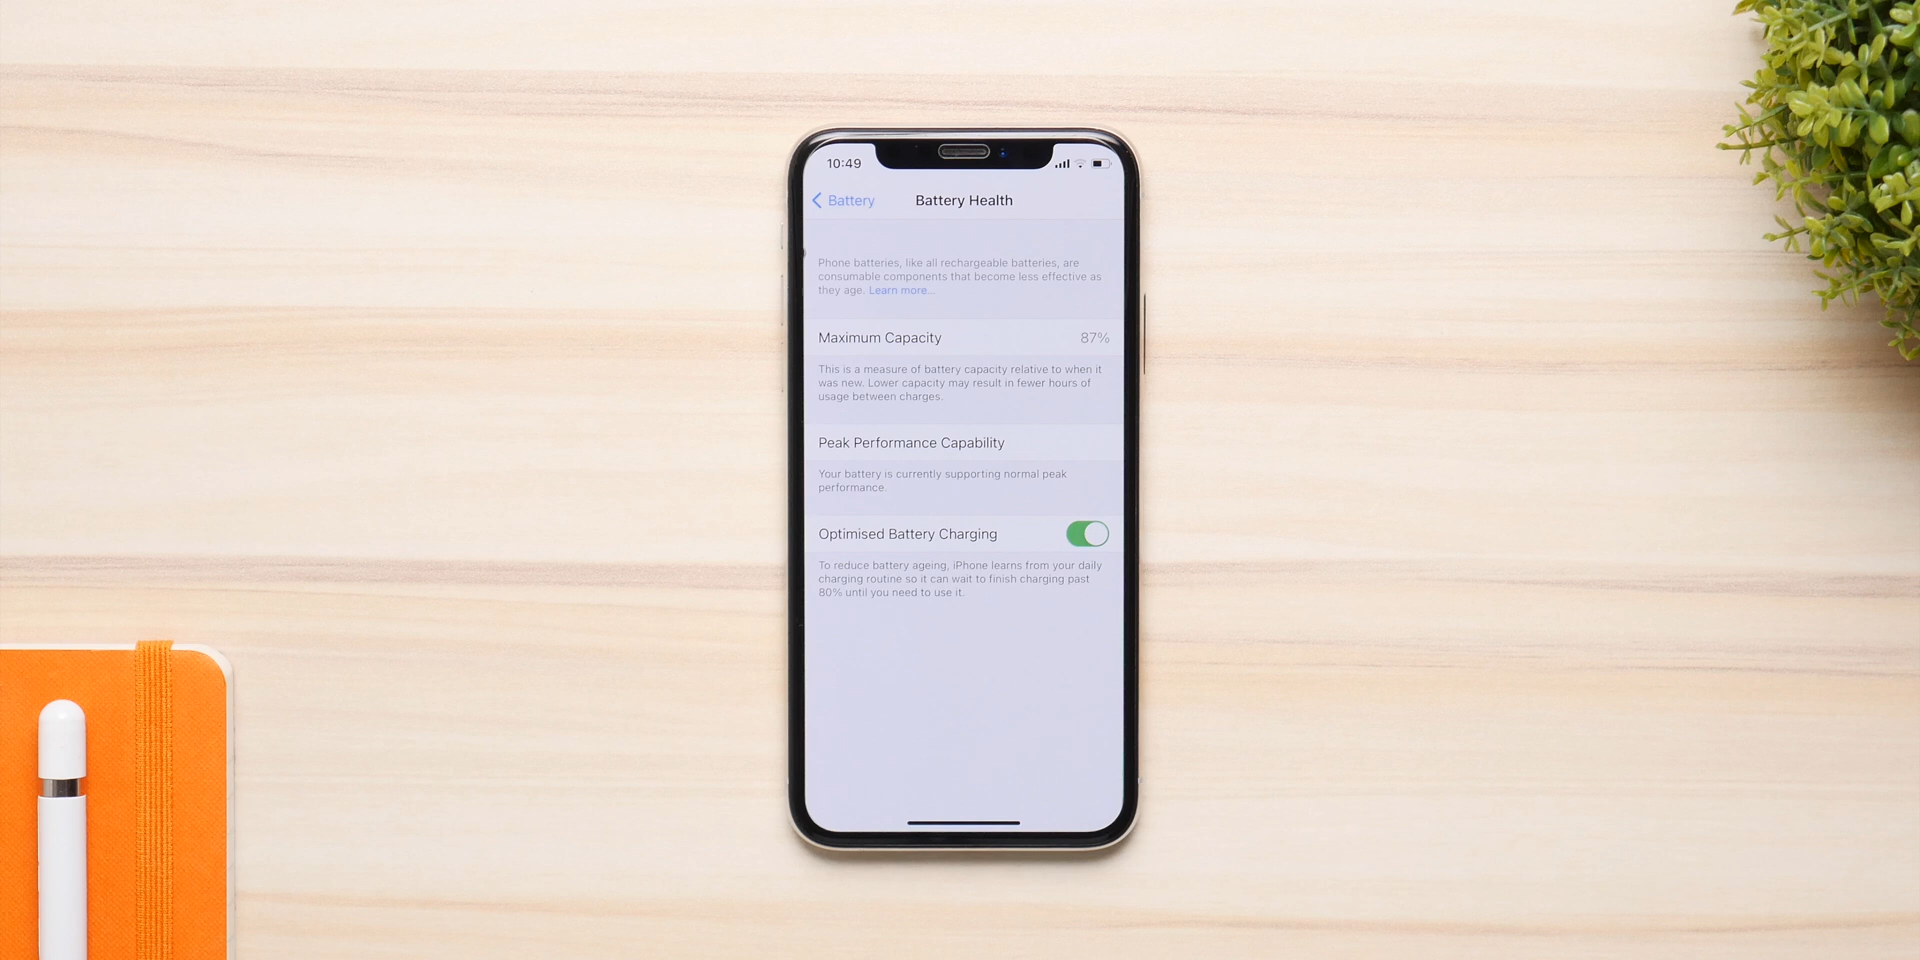 10:49
Battery
Battery Health
Phone batteries, like all rechargeable batteries, are
consumable components that become less effective as
they age. Learn more...
Maximum Capacity 87%
This is a measure of battery capacity relative to when it
was new. Lower capacity may result in fewer hours of
usage between charges.
Peak Performance Capability
Your battery is currently supporting normal peak
performance.
Optimised Battery Charging
To reduce battery ageing, iPhone learns from your daily
charging routine so it can wait to finish charging past
80% until you need to use it.